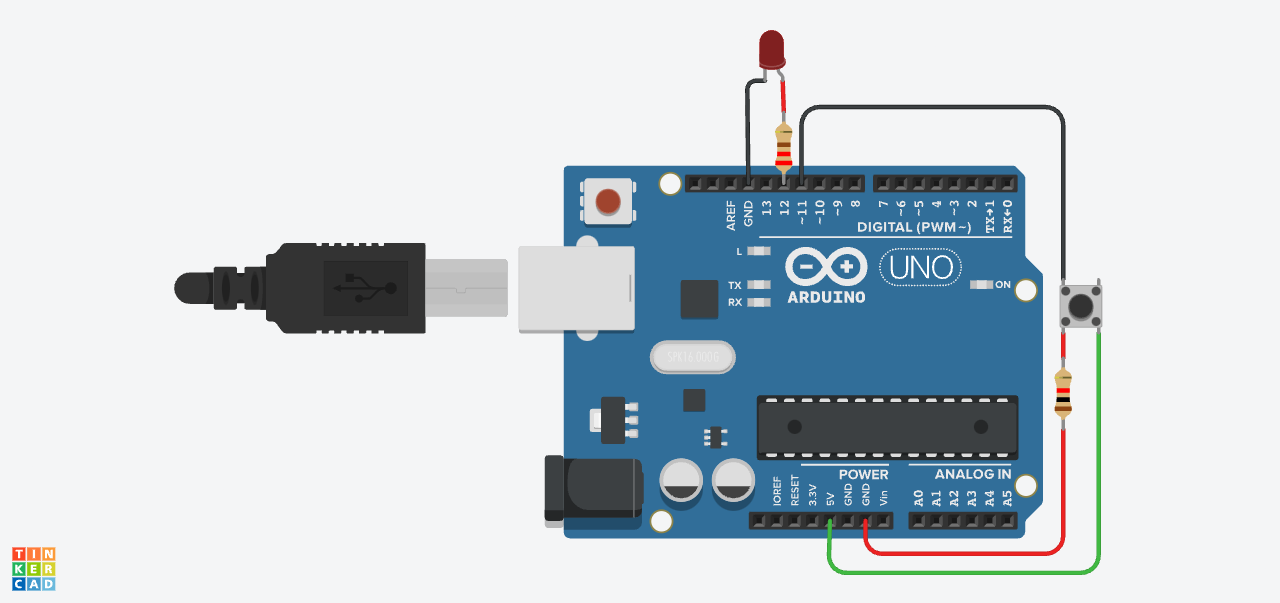 AREF
GND
13
12
~11
~10
~9
8
7
~6
~5
4
~3
2
TX→1
RX←0
DIGITAL (PWM~)
L
TX
RX
ARDUINO
UNO
ON
SPK16.000G
POWER
ANALOG IN
IOREF
RESET
3.3V
5V
GND
GND
Vin
A0
A1
A2
A3
A4
A5
TIN
KER
CAD